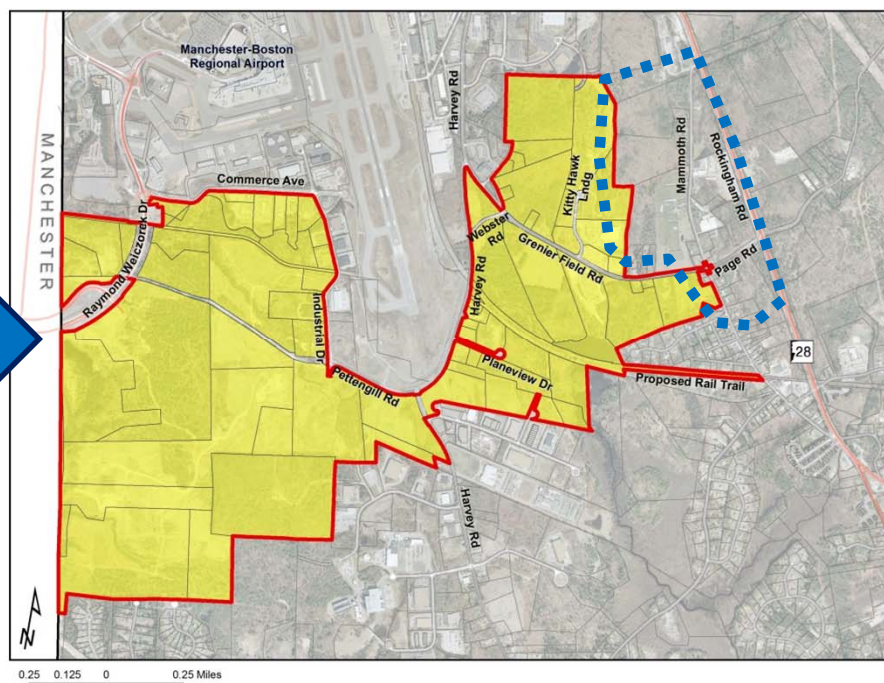 Manchester-Boston
Regional Airport
Harvey Rd
MANCHESTER
Commerce Ave
Kitty Hawk
Lndg
Mammoth Rd
Rockingham Rd
Raymond Weiczorek Dr
Webster
Rd
Grenier Field Rd
Page Rd
Harvey Rd
Industrial Dr
Planeview Dr
28
Pettengill Rd
Proposed Rail Trail
Harvey Rd
N
0.25 0.125 0 0.25 Miles